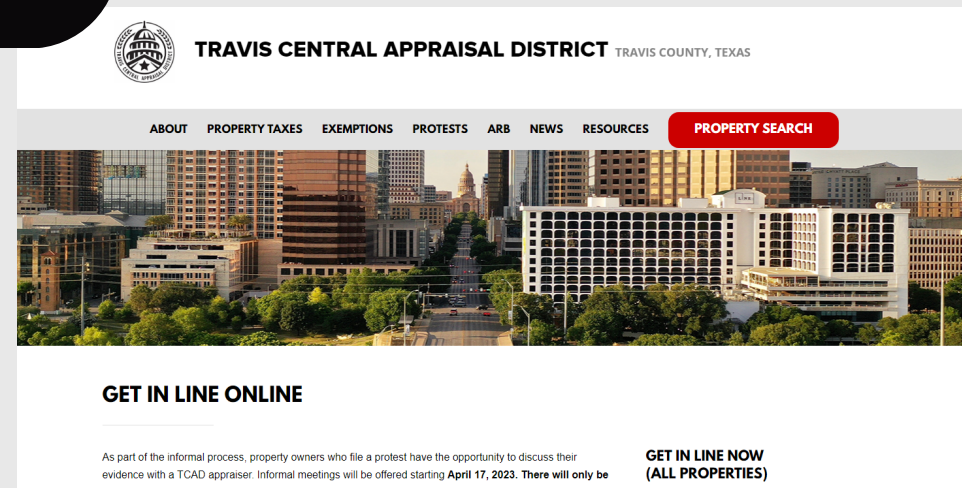 TRAVIS CENTRAL APPRAISAL DISTRICT TRAVIS COUNTY, TEXAS
ABOUT PROPERTY TAXES EXEMPTIONS PROTESTS ARB NEWS RESOURCES PROPERTY SEARCH
GET IN LINE ONLINE
As part of the informal process, property owners who file a protest have the opportunity to discuss their
evidence with a TCAD appraiser. Informal meetings will be offered starting April 17, 2023. There will only be
GET IN LINE NOW
(ALL PROPERTIES)